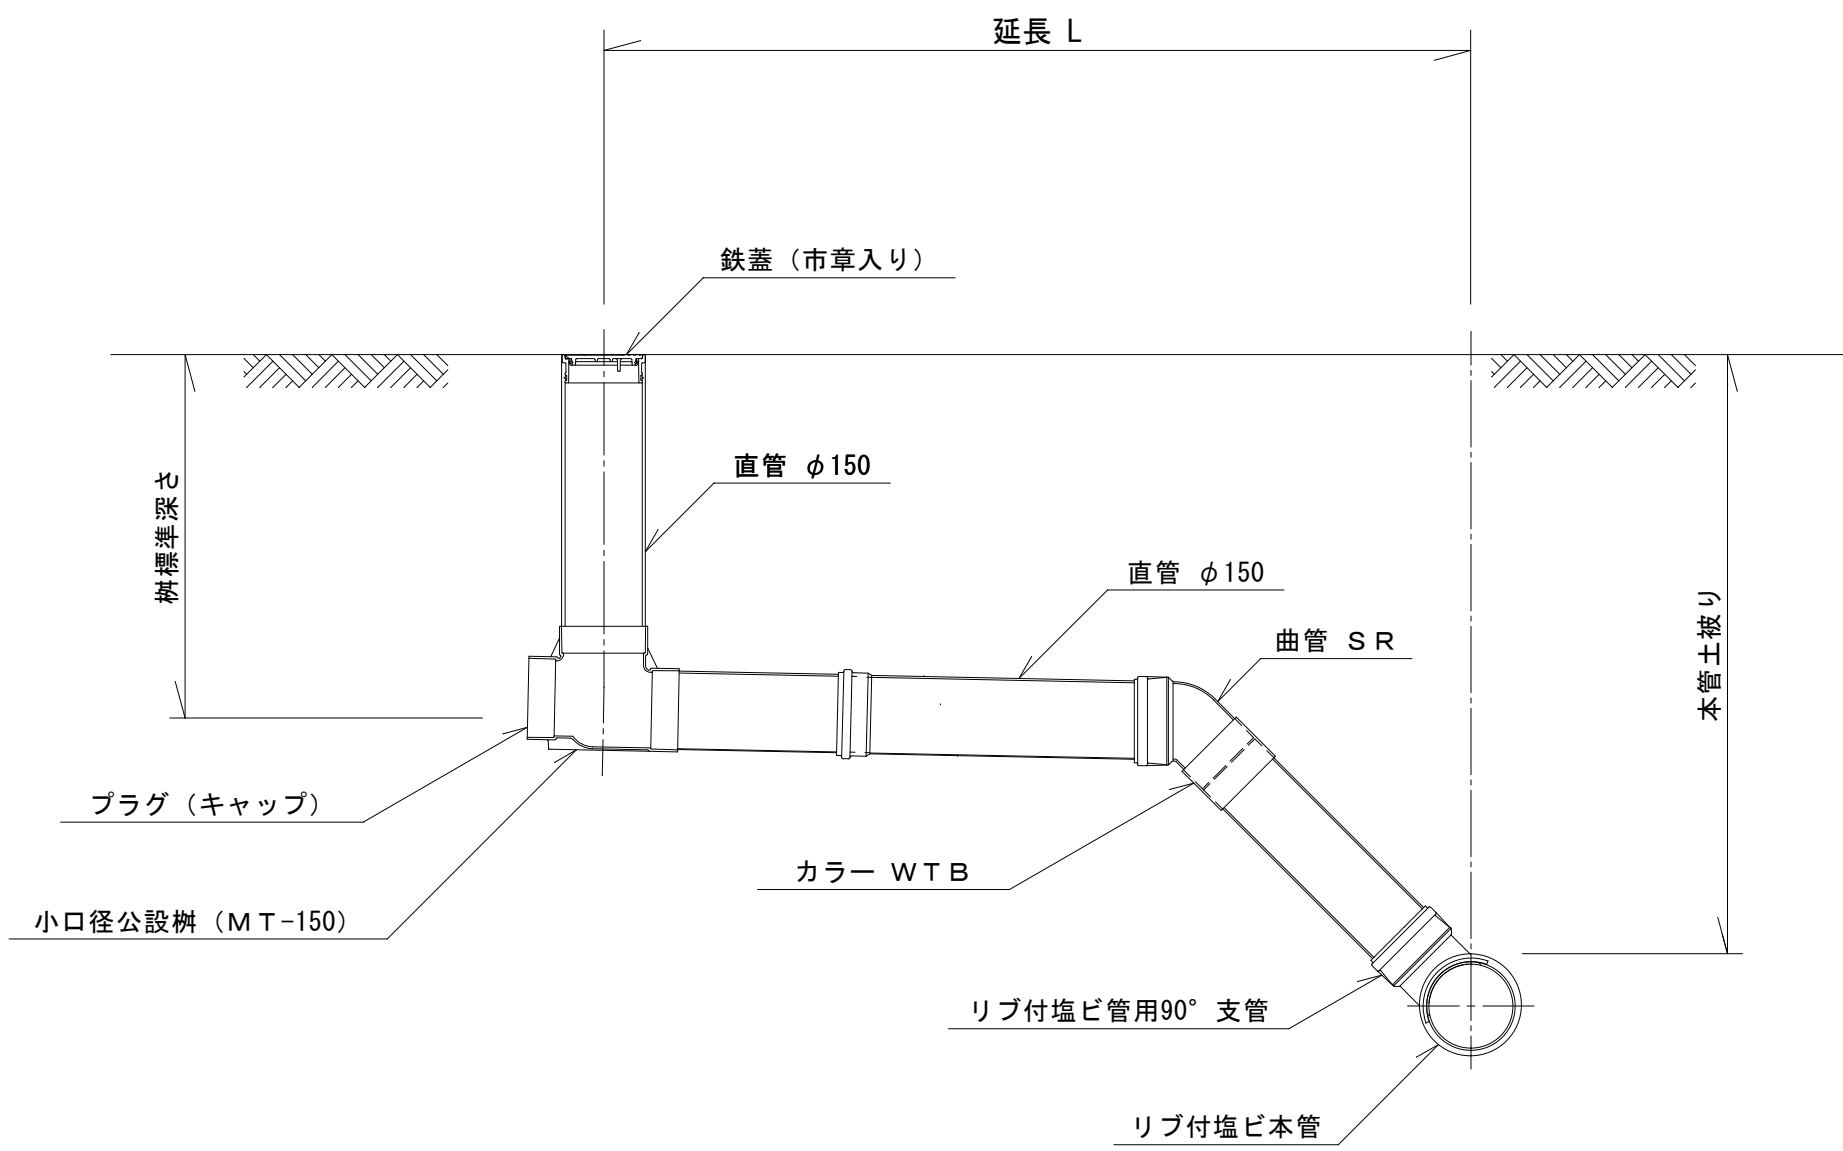 延長 L
鉄蓋（市章入り）
直管 φ150
桝標準深さ
直管 φ150
本管土被り
曲管 ＳＲ
プラグ（キャップ）
カラー ＷＴＢ
小口径公設桝（ＭＴ-150）
リブ付塩ビ管用90°支管
リブ付塩ビ本管